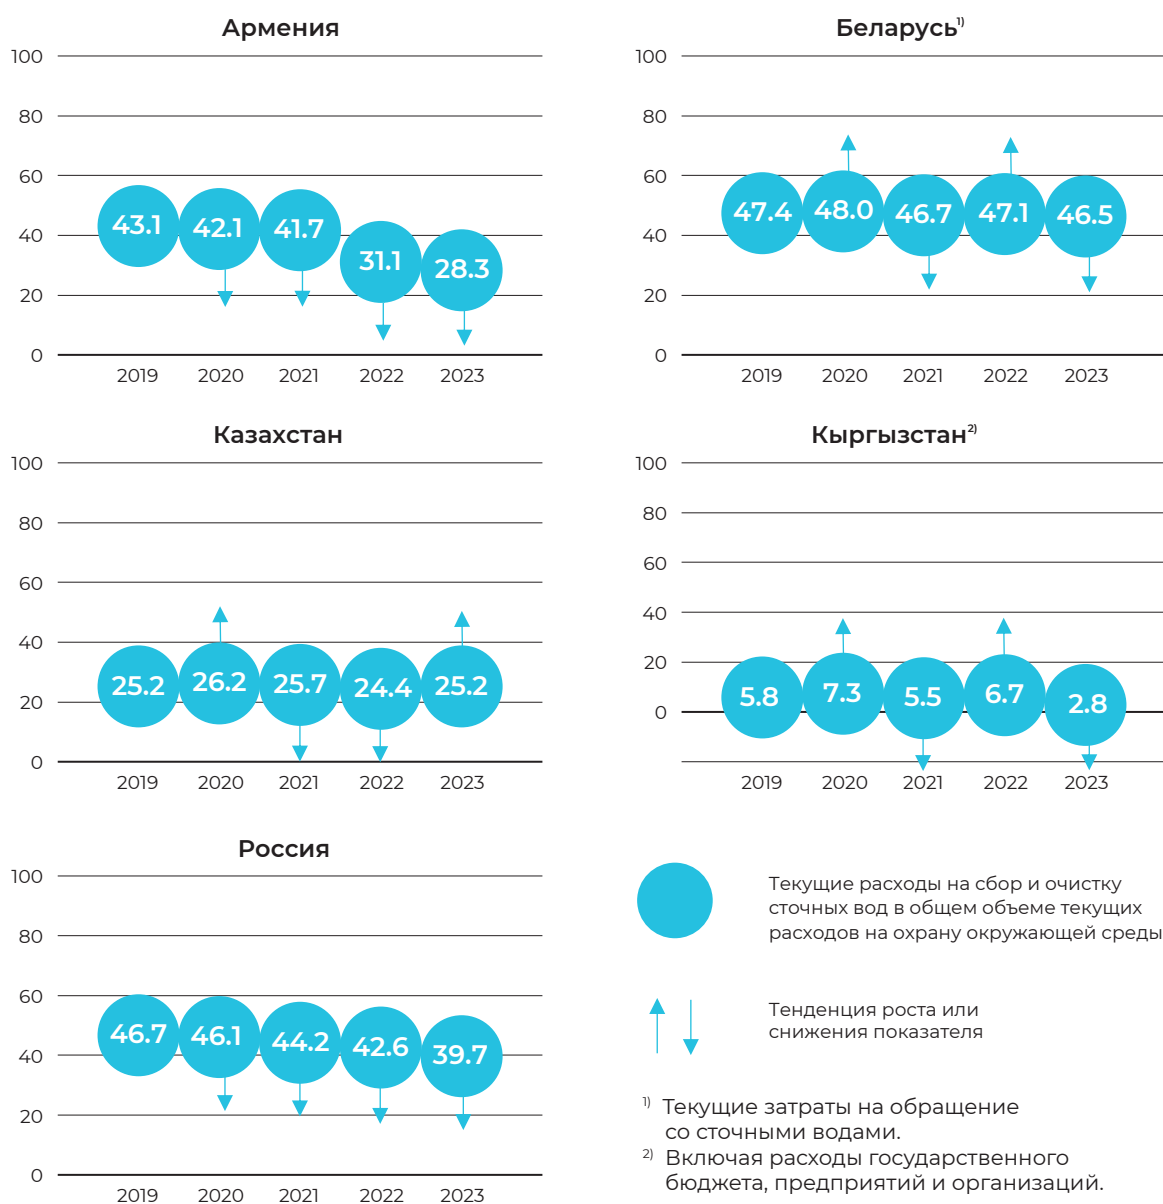 Армения
100
80
60
40
20
0
43.1 42.1 41.7 31.1 28.3
2019 2020 2021 2022 2023
Беларусь¹⁾
100
80
60
40
20
0
47.4 48.0 46.7 47.1 46.5
2019 2020 2021 2022 2023
Казахстан
100
80
60
40
20
0
25.2 26.2 25.7 24.4 25.2
2019 2020 2021 2022 2023
Кыргызстан²⁾
100
80
60
40
20
0
5.8 7.3 5.5 6.7 2.8
2019 2020 2021 2022 2023
Россия
100
80
60
40
20
0
46.7 46.1 44.2 42.6 39.7
2019 2020 2021 2022 2023
Текущие расходы на сбор и очистку
сточных вод в общем объеме текущих
расходов на охрану окружающей среды
Тенденция роста или
снижения показателя
¹⁾ Текущие затраты на обращение
со сточными водами.
²⁾ Включая расходы государственного
бюджета, предприятий и организаций.